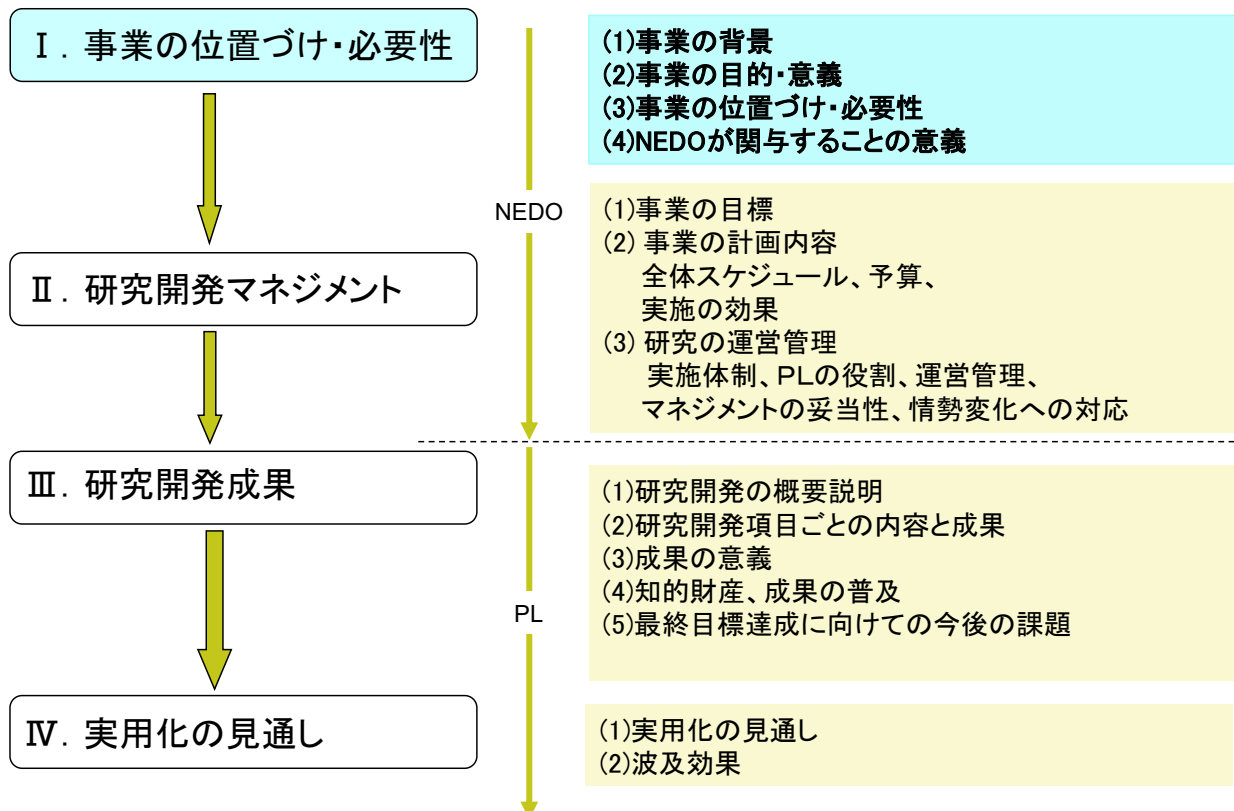 Ⅰ. 事業の位置づけ・必要性
(1)事業の背景
(2)事業の目的・意義
(3)事業の位置づけ・必要性
(4)NEDOが関与することの意義
NEDO
Ⅱ. 研究開発マネジメント
(1)事業の目標
(2) 事業の計画内容
全体スケジュール、予算、
実施の効果
(3) 研究の運営管理
実施体制、PLの役割、運営管理、
マネジメントの妥当性、情勢変化への対応
Ⅲ. 研究開発成果
(1)研究開発の概要説明
(2)研究開発項目ごとの内容と成果
(3)成果の意義
(4)知的財産、成果の普及
(5)最終目標達成に向けての今後の課題
PL
Ⅳ. 実用化の見通し
(1)実用化の見通し
(2)波及効果